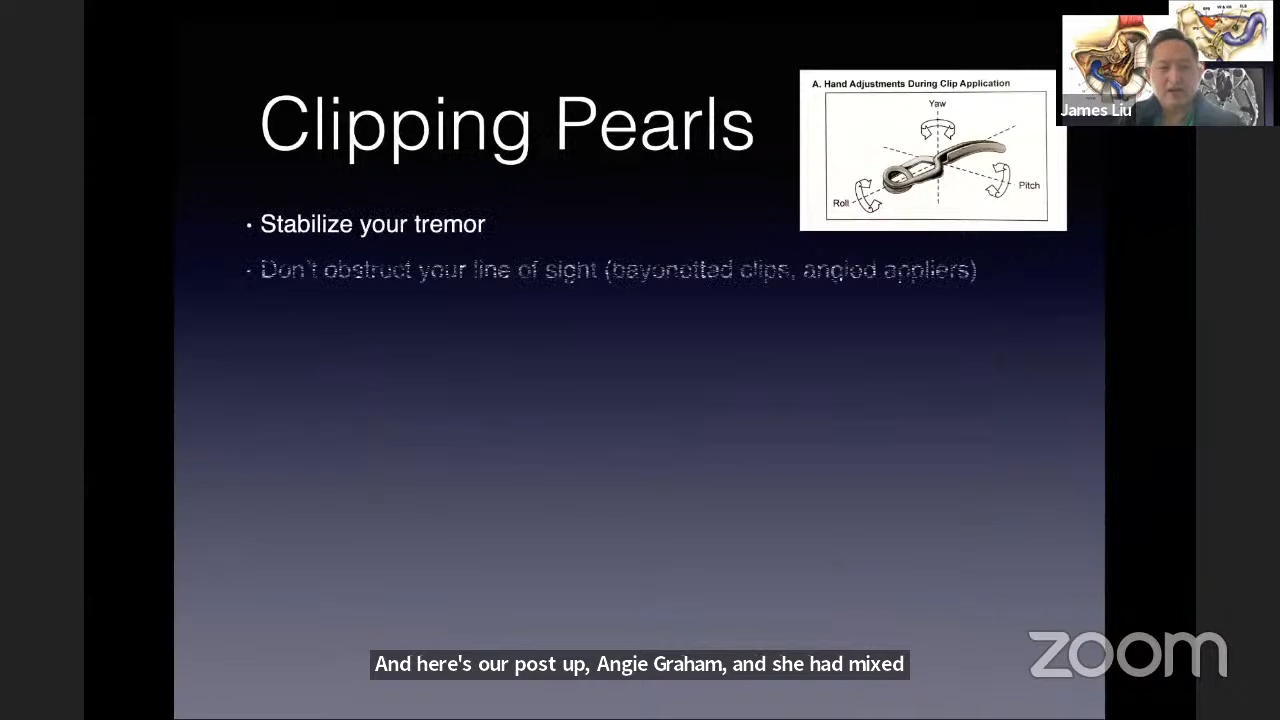 Clipping Pearls
· Stabilize your tremor
· Don't obstruct your line of sight (bayonetted clips, angled appliers)
A. Hand Adjustments During Clip Application
Yaw
Pitch
Roll
James Liu
And here's our post up, Angie Graham, and she had mixed
zoom